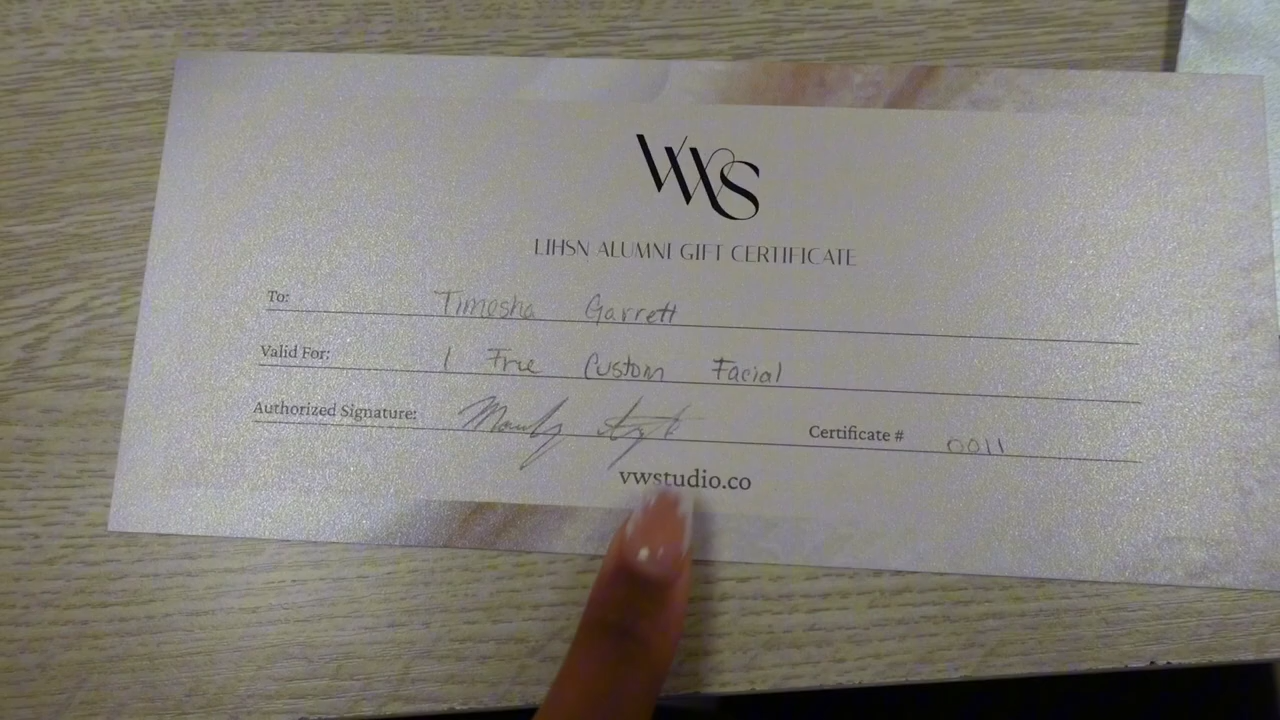 VWS
LIHSN ALUMNI GIFT CERTIFICATE
To: Timesha Garrett
Valid For: 1 Free Custom Facial
Authorized Signature: Certificate # 0011
vwstudio.co